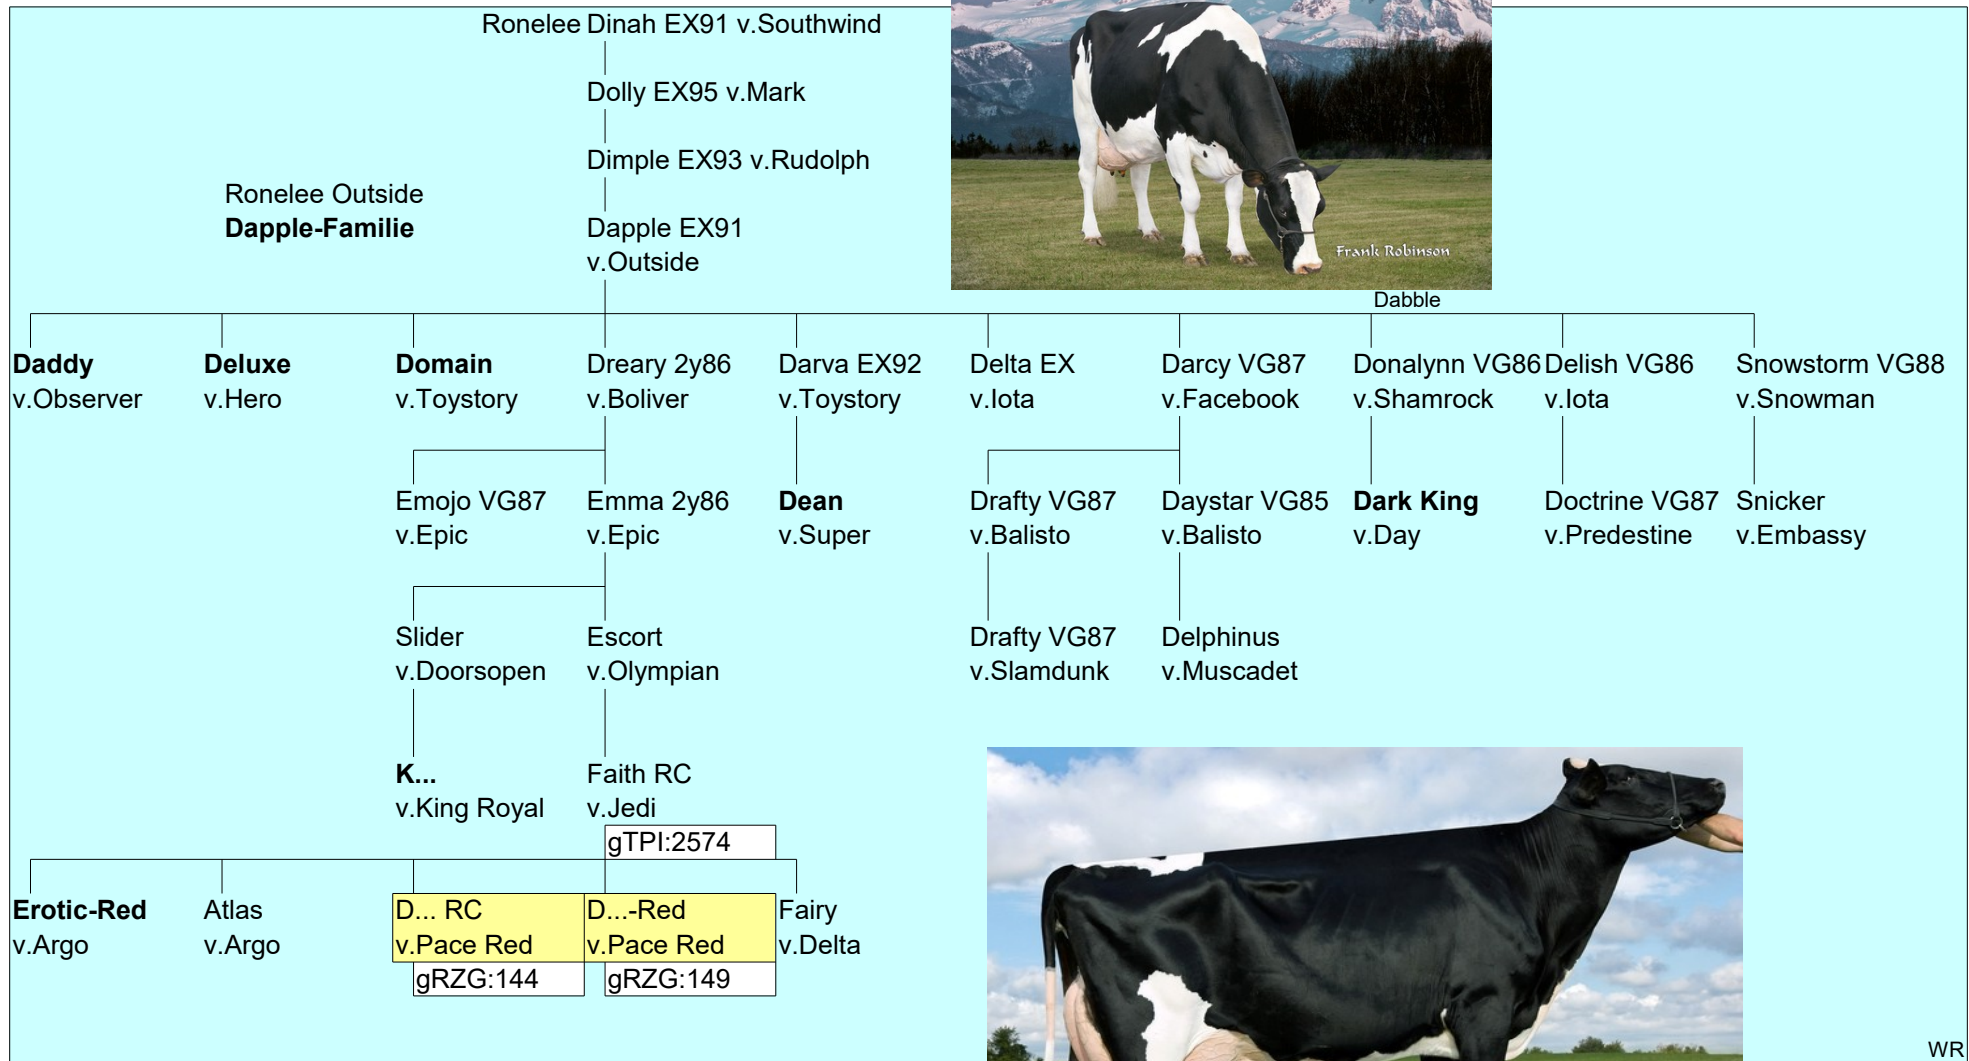 Ronelee Dinah EX91 v.Southwind
Dolly EX95 v.Mark
Dimple EX93 v.Rudolph
Ronelee Outside
Dapple-Familie
Dapple EX91
v.Outside
Frank Robinson
Dabble
Daddy
v.Observer
Deluxe
v.Hero
Domain
v.Toystory
Dreary 2y86
v.Boliver
Darva EX92
v.Toystory
Delta EX
v.Iota
Darcy VG87
v.Facebook
Donalynn VG86
v.Shamrock
Delish VG86
v.Iota
Snowstorm VG88
v.Snowman
Emojo VG87
v.Epic
Emma 2y86
v.Epic
Dean
v.Super
Drafty VG87
v.Balisto
Daystar VG85
v.Balisto
Dark King
v.Day
Doctrine VG87
v.Predestine
Snicker
v.Embassy
Slider
v.Doorsopen
Escort
v.Olympian
Drafty VG87
v.Slamdunk
Delphinus
v.Muscadet
K...
v.King Royal
Faith RC
v.Jedi
gTPI:2574
Erotic-Red
v.Argo
Atlas
v.Argo
D... RC
v.Pace Red
gRZG:144
D...-Red
v.Pace Red
gRZG:149
Fairy
v.Delta
WR